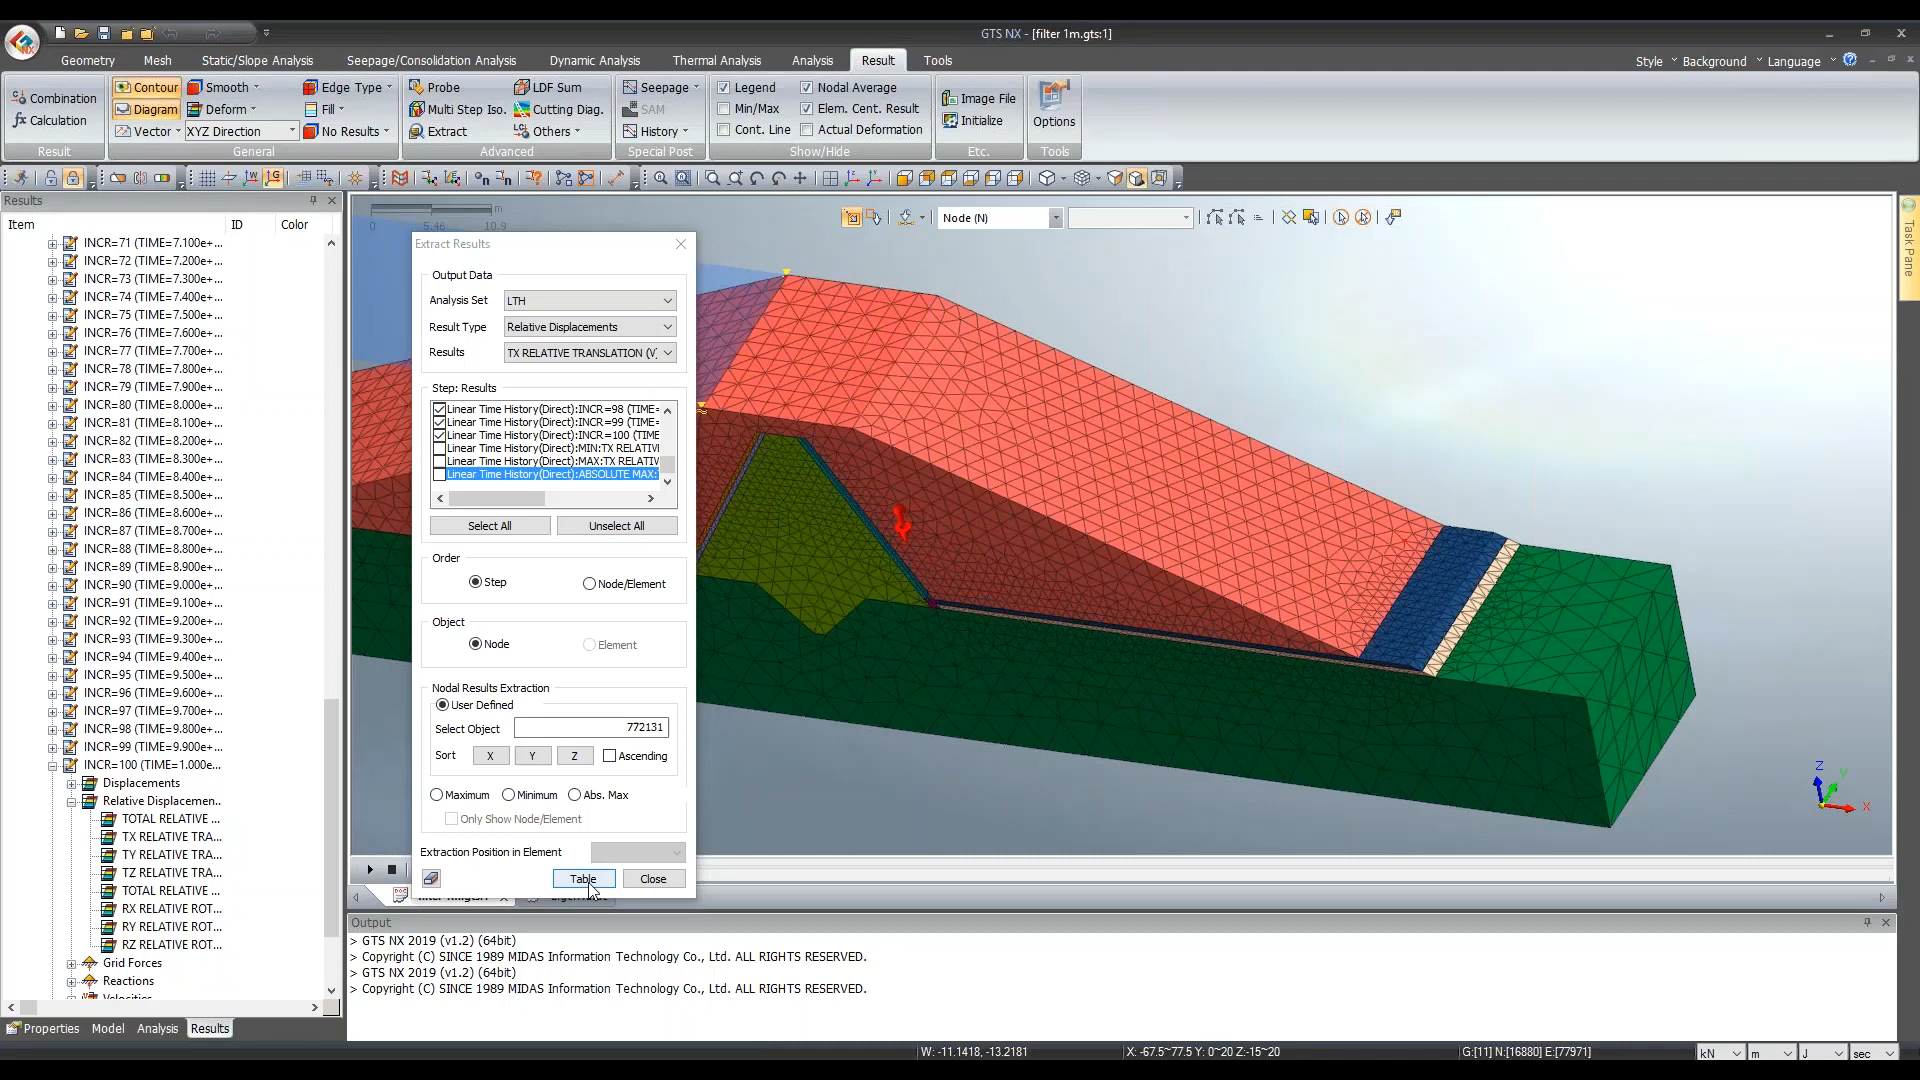 GTS NX - [filter 1m.gts:1]
Geometry Mesh Static/Slope Analysis Seepage/Consolidation Analysis Dynamic Analysis Thermal Analysis Analysis Result Tools
Style Background Language
Combination
Calculation
Result
Contour Smooth Edge Type
Diagram Deform Fill
Vector XYZ Direction No Results
General
Probe LDF Sum
Multi Step Iso. Cutting Diag.
Extract Others
Advanced
Seepage
SAM
History
Special Post
Legend Nodal Average
Min/Max Elem. Cent. Result
Cont. Line Actual Deformation
Show/Hide
Image File
Initialize
Etc.
Options
Tools
Results
Item ID Color
INCR=71 (TIME=7.100e+...
INCR=72 (TIME=7.200e+...
INCR=73 (TIME=7.300e+...
INCR=74 (TIME=7.400e+...
INCR=75 (TIME=7.500e+...
INCR=76 (TIME=7.600e+...
INCR=77 (TIME=7.700e+...
INCR=78 (TIME=7.800e+...
INCR=79 (TIME=7.900e+...
INCR=80 (TIME=8.000e+...
INCR=81 (TIME=8.100e+...
INCR=82 (TIME=8.200e+...
INCR=83 (TIME=8.300e+...
INCR=84 (TIME=8.400e+...
INCR=85 (TIME=8.500e+...
INCR=86 (TIME=8.600e+...
INCR=87 (TIME=8.700e+...
INCR=88 (TIME=8.800e+...
INCR=89 (TIME=8.900e+...
INCR=90 (TIME=9.000e+...
INCR=91 (TIME=9.100e+...
INCR=92 (TIME=9.200e+...
INCR=93 (TIME=9.300e+...
INCR=94 (TIME=9.400e+...
INCR=95 (TIME=9.500e+...
INCR=96 (TIME=9.600e+...
INCR=97 (TIME=9.700e+...
INCR=98 (TIME=9.800e+...
INCR=99 (TIME=9.900e+...
INCR=100 (TIME=1.000e...
Displacements
Relative Displacemen..
TOTAL RELATIVE ...
TX RELATIVE TRA...
TY RELATIVE TRA...
TZ RELATIVE TRA...
TOTAL RELATIVE ...
RX RELATIVE ROT...
RY RELATIVE ROT...
RZ RELATIVE ROT...
Grid Forces
Reactions
Velocities
Properties Model Analysis Results
0 5.46 10.9 m
Node (N)
Task Pane
Extract Results
Output Data
Analysis Set LTH
Result Type Relative Displacements
Results TX RELATIVE TRANSLATION (V)
Step: Results
Linear Time History(Direct):INCR=98 (TIME=
Linear Time History(Direct):INCR=99 (TIME=
Linear Time History(Direct):INCR=100 (TIME
Linear Time History(Direct):MIN:TX RELATIV
Linear Time History(Direct):MAX:TX RELATIV
Linear Time History(Direct):ABSOLUTE MAX:
Select All Unselect All
Order
Step Node/Element
Object
Node Element
Nodal Results Extraction
User Defined
Select Object 772131
Sort X Y Z Ascending
Maximum Minimum Abs. Max
Only Show Node/Element
Extraction Position in Element
Table Close
Z
Y
X
Output
> GTS NX 2019 (v1.2) (64bit)
> Copyright (C) SINCE 1989 MIDAS Information Technology Co., Ltd. ALL RIGHTS RESERVED.
> GTS NX 2019 (v1.2) (64bit)
> Copyright (C) SINCE 1989 MIDAS Information Technology Co., Ltd. ALL RIGHTS RESERVED.
W: -11.1418, -13.2181 X: -67.5~77.5 Y: 0~20 Z:-15~20 G:[11] N:[16880] E:[77971] kN m J sec